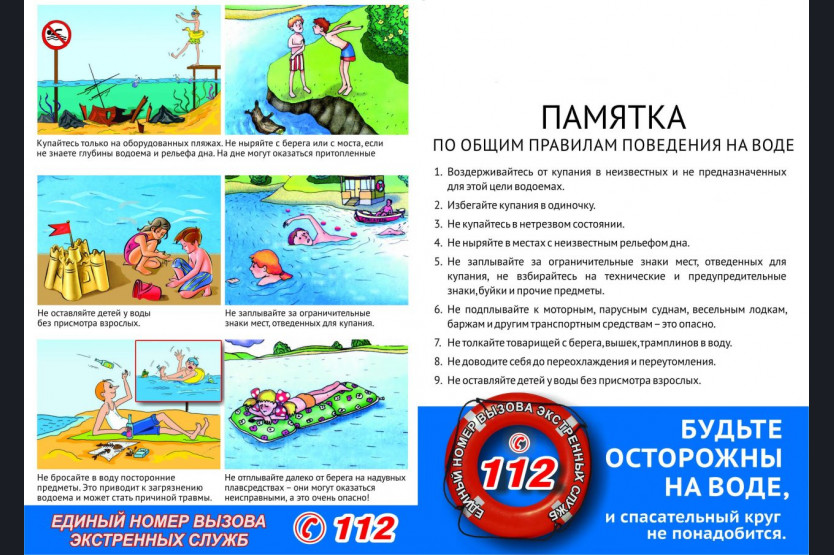 Купайтесь только на оборудованных пляжах. Не ныряйте с берега или с моста, если
не знаете глубины водоема и рельефа дна. На дне могут оказаться притопленные
Не оставляйте детей у воды
без присмотра взрослых.
Не заплывайте за ограничительные
знаки мест, отведенных для купания.
Не бросайте в воду посторонние
предметы. Это приводит к загрязнению
водоема и может стать причиной травмы.
Не отплывайте далеко от берега на надувных
плавсредствах – они могут оказаться
неисправными, а это очень опасно!
ЕДИНЫЙ НОМЕР ВЫЗОВА
ЭКСТРЕННЫХ СЛУЖБ
112
ПАМЯТКА
ПО ОБЩИМ ПРАВИЛАМ ПОВЕДЕНИЯ НА ВОДЕ
1. Воздерживайтесь от купания в неизвестных и не предназначенных
для этой цели водоемах.
2. Избегайте купания в одиночку.
3. Не купайтесь в нетрезвом состоянии.
4. Не ныряйте в местах с неизвестным рельефом дна.
5. Не заплывайте за ограничительные знаки мест, отведенных для
купания, не взбирайтесь на технические и предупредительные
знаки, буйки и прочие предметы.
6. Не подплывайте к моторным, парусным суднам, весельным лодкам,
баржам и другим транспортным средствам – это опасно.
7. Не толкайте товарищей с берега, вышек, трамплинов в воду.
8. Не доводите себя до переохлаждения и переутомления.
9. Не оставляйте детей у воды без присмотра взрослых.
ЕДИНЫЙ НОМЕР ВЫЗОВА ЭКСТРЕННЫХ СЛУЖБ
112
БУДЬТЕ
ОСТОРОЖНЫ
НА ВОДЕ,
и спасательный круг
не понадобится.